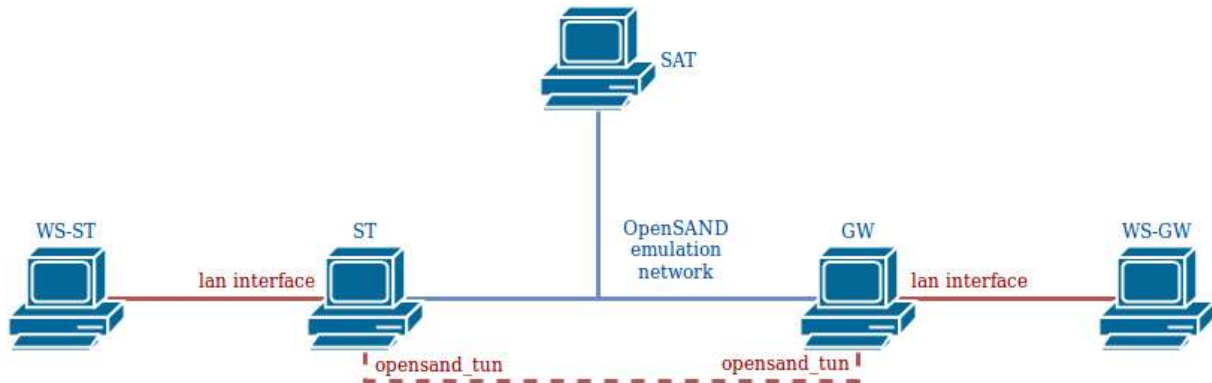 SAT
WS-ST
ST
OpenSAND
emulation
network
GW
WS-GW
lan interface
lan interface
opensand_tun
opensand_tun